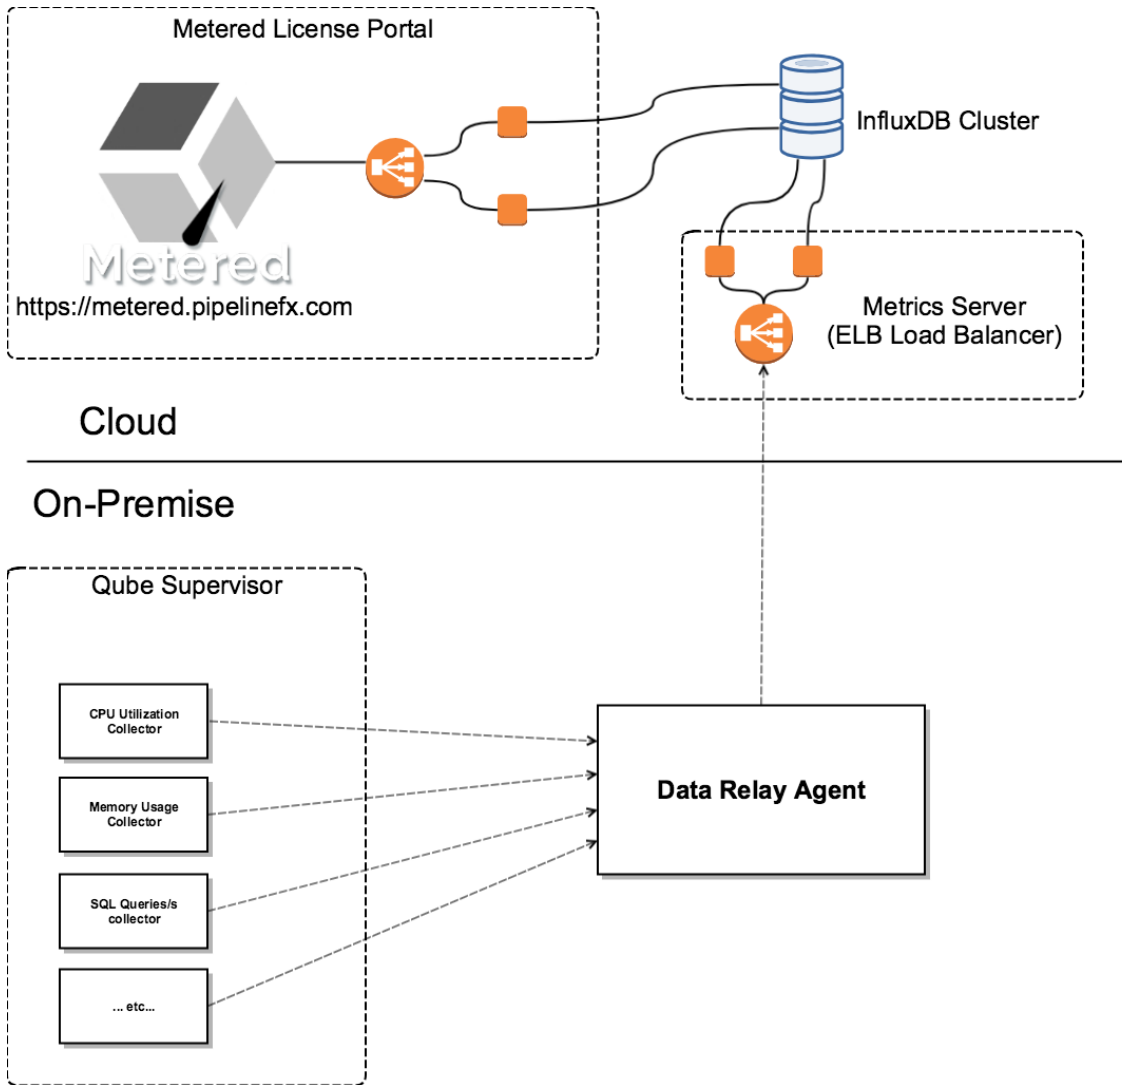 Metered License Portal
Metered
https://metered.pipelinefx.com
InfluxDB Cluster
Metrics Server
(ELB Load Balancer)
Cloud
On-Premise
Qube Supervisor
CPU Utilization
Collector
Memory Usage
Collector
SQL Queries/s
collector
... etc...
Data Relay Agent